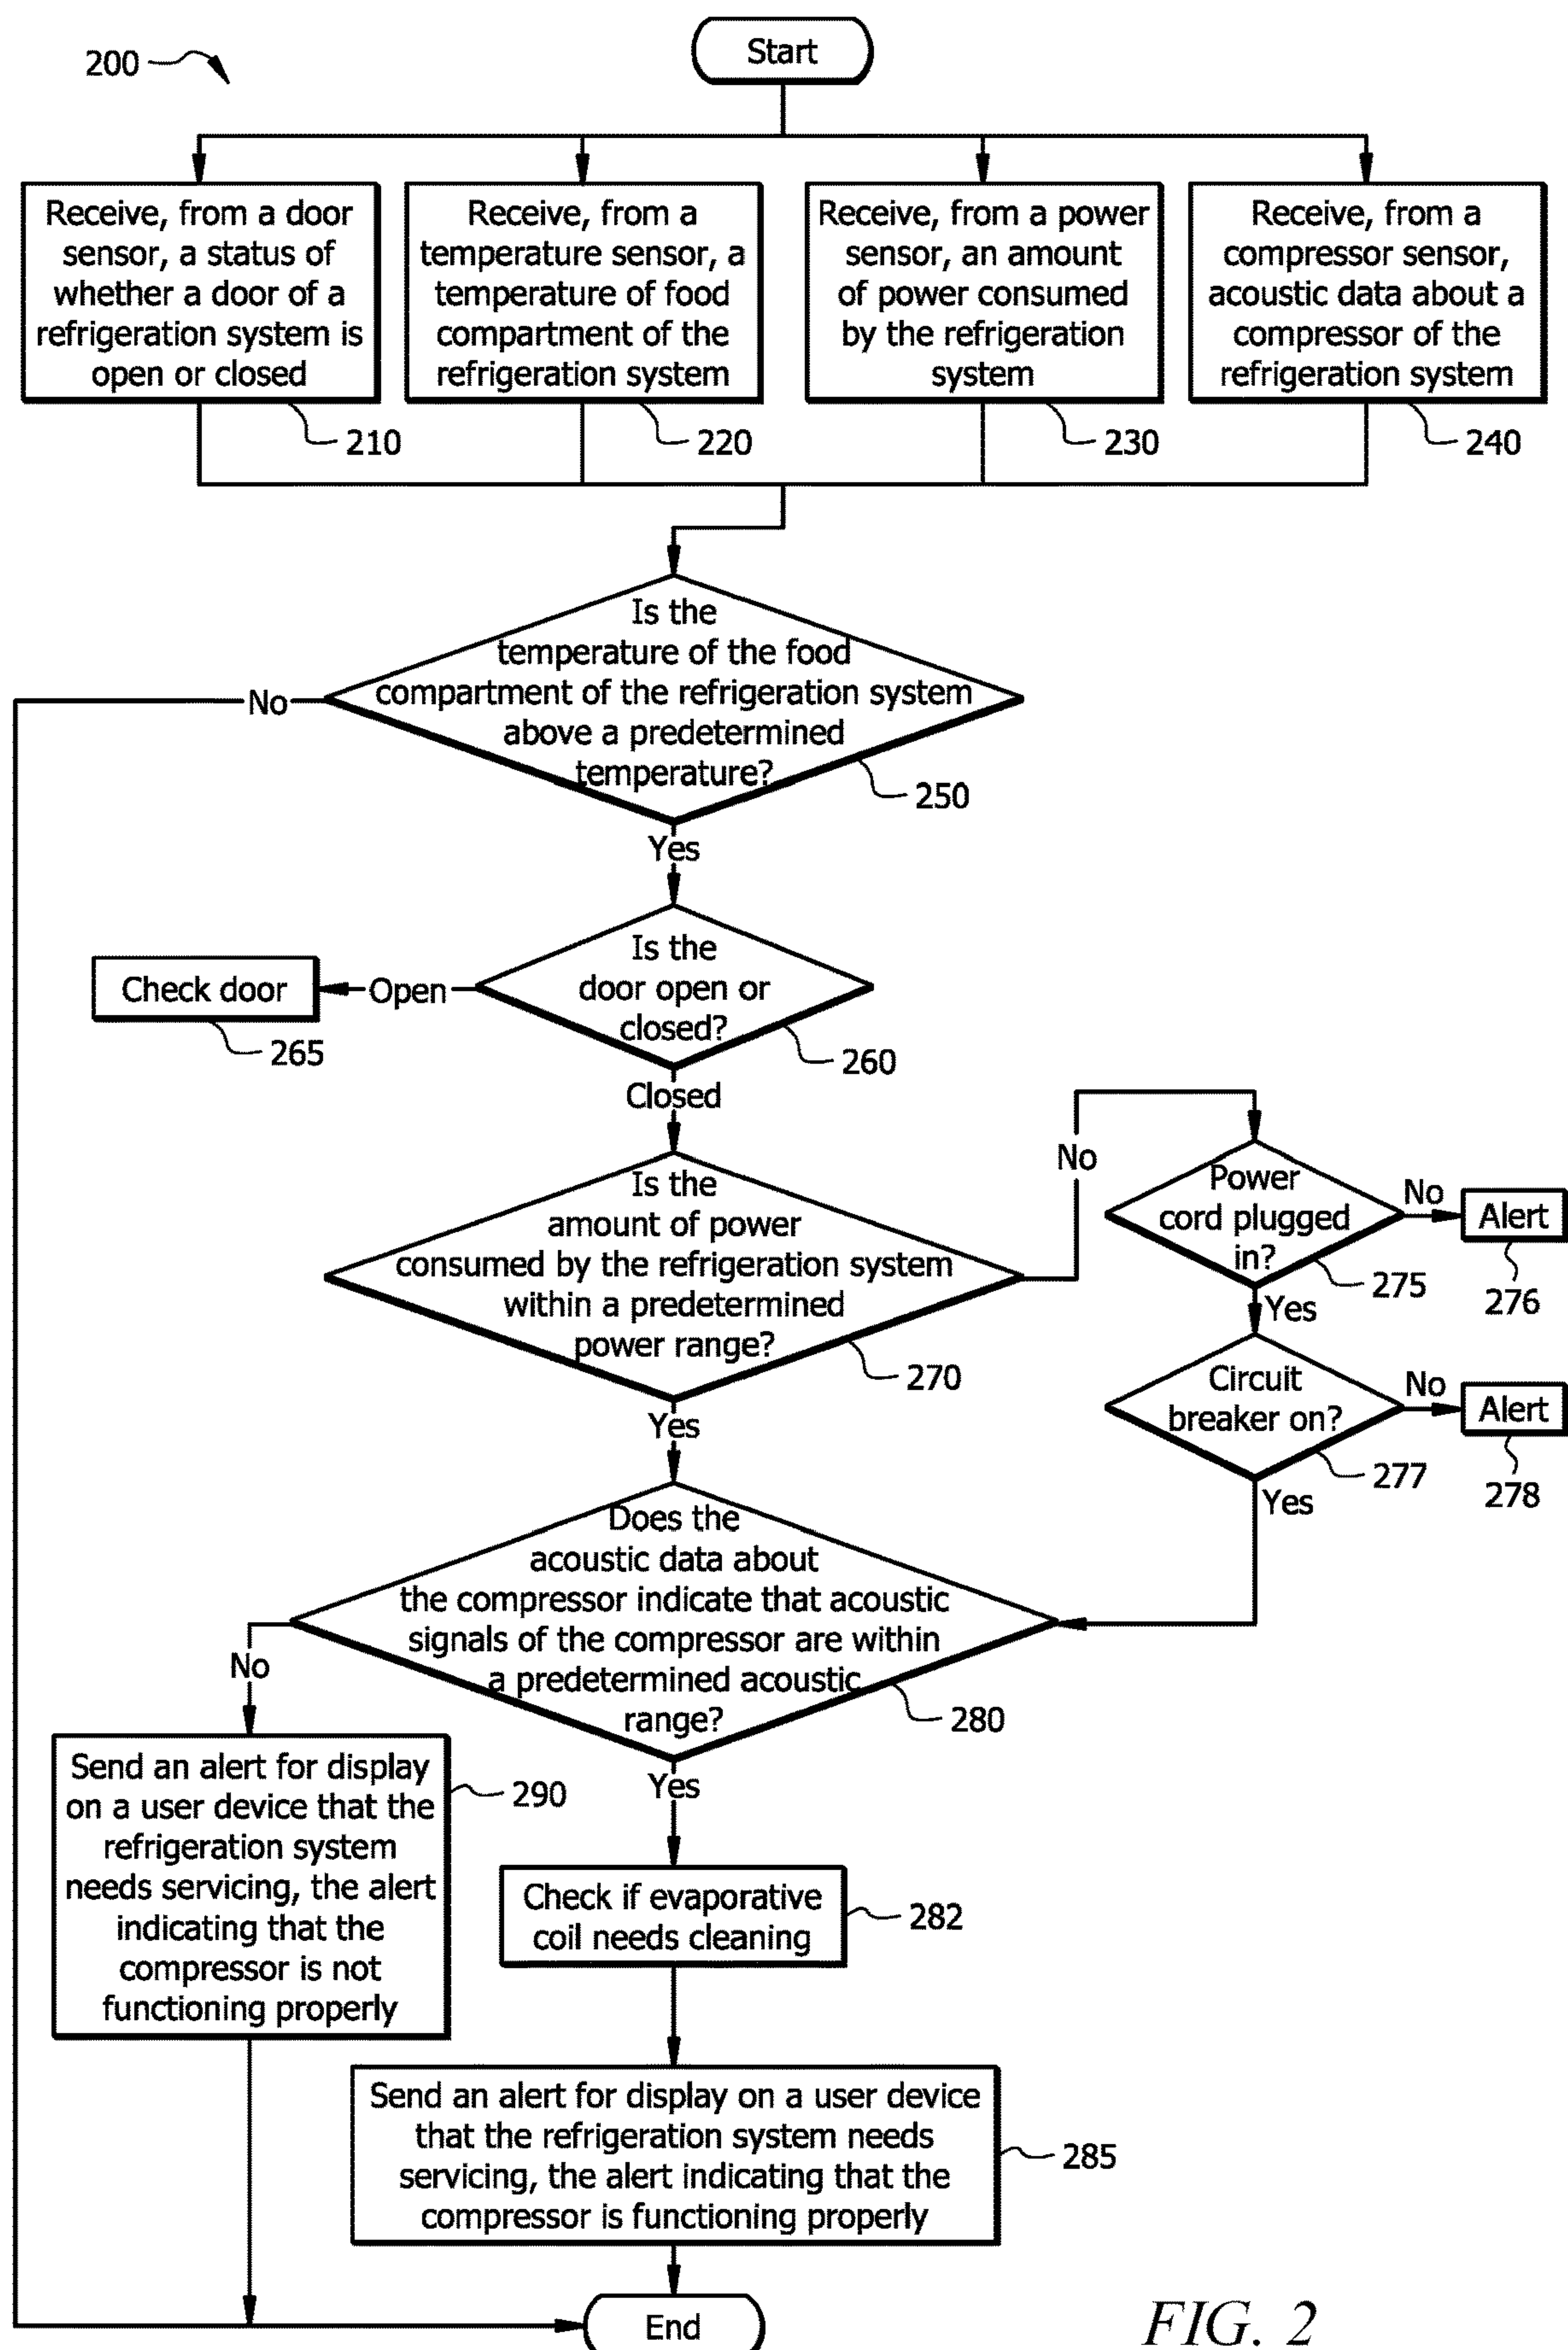 200
Start
Receive, from a door
sensor, a status of
whether a door of a
refrigeration system is
open or closed
210
Receive, from a
temperature sensor, a
temperature of food
compartment of the
refrigeration system
220
Receive, from a power
sensor, an amount
of power consumed
by the refrigeration
system
230
Receive, from a
compressor sensor,
acoustic data about a
compressor of the
refrigeration system
240
Is the
temperature of the food
compartment of the refrigeration system
above a predetermined
temperature?
250
No
Yes
Is the
door open or
closed?
260
Open
Check door
265
Closed
Is the
amount of power
consumed by the refrigeration system
within a predetermined
power range?
270
No
Power
cord plugged
in?
275
No
Alert
276
Yes
Circuit
breaker on?
277
No
Alert
278
Yes
Yes
Does the
acoustic data about
the compressor indicate that acoustic
signals of the compressor are within
a predetermined acoustic
range?
280
No
Send an alert for display
on a user device that the
refrigeration system
needs servicing, the alert
indicating that the
compressor is not
functioning properly
290
Yes
Check if evaporative
coil needs cleaning
282
Send an alert for display on a user device
that the refrigeration system needs
servicing, the alert indicating that the
compressor is functioning properly
285
End
FIG. 2